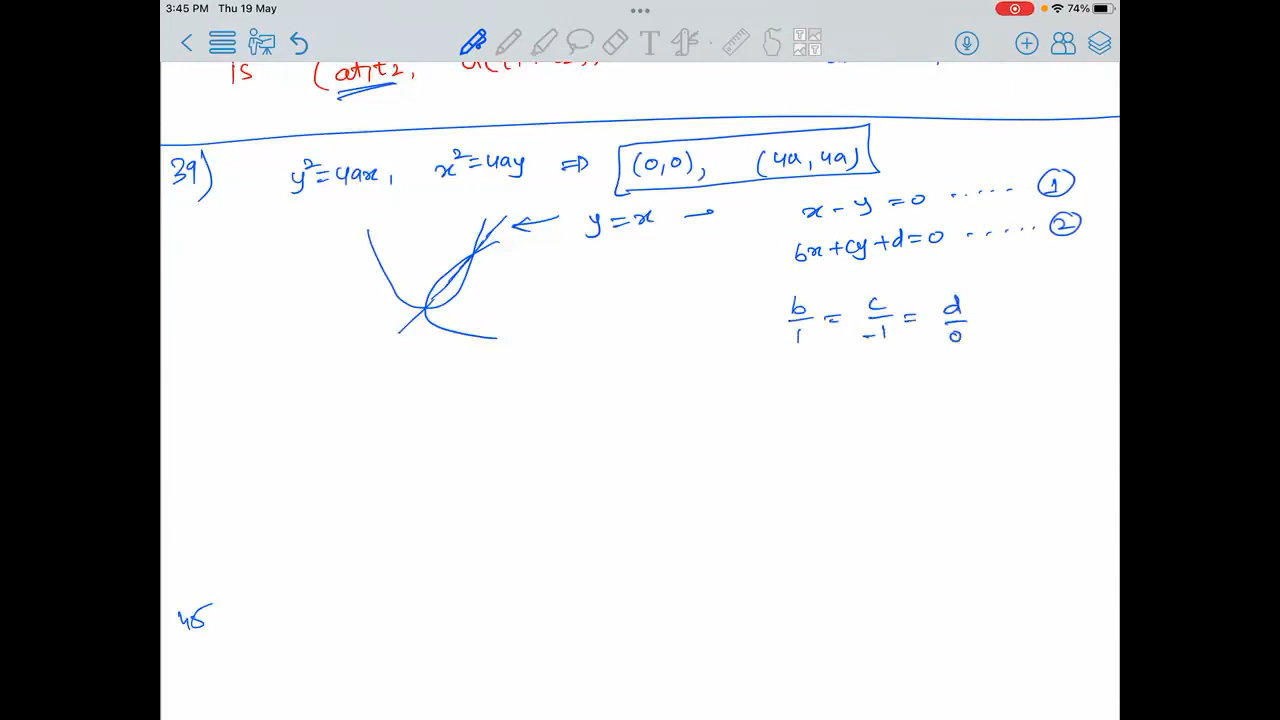 3:45 PM Thu 19 May
74%
is (at₁t₂,
39) y²=4ax, x²=4ay ⇒ (0,0), (4a, 4a)
y=x → x-y=0 ..... ①
bx+cy+d=0 ...... ②
b/1 = c/-1 = d/0
45